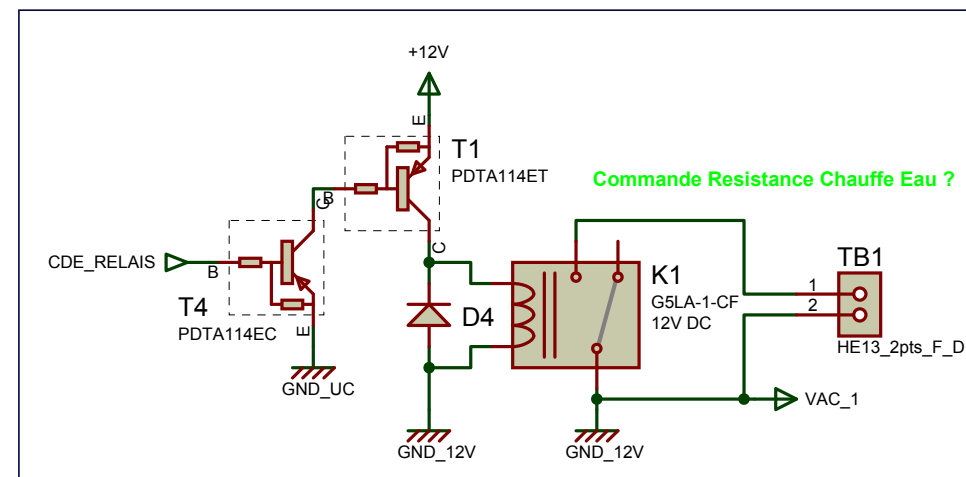 +12V
E
T1
PDTA114ET
B
C
C
Commande Resistance Chauffe Eau ?
CDE_RELAIS
B
T4
PDTA114EC
E
GND_UC
D4
K1
G5LA-1-CF
12V DC
TB1
1
2
HE13_2pts_F_D
VAC_1
GND_12V
GND_12V